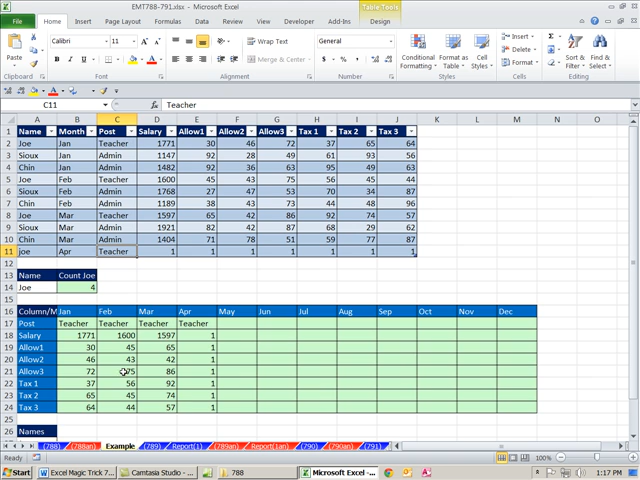 EMT788-791.xlsx - Microsoft Excel
Table Tools
File Home Insert Page Layout Formulas Data Review View Developer Add-Ins Design
Paste Calibri 11 Wrap Text General Conditional Formatting Format as Table Cell Styles Insert Delete Format Sort & Filter Find & Select
Merge & Center
Clipboard Font Alignment Number Styles Cells Editing
C11 fx Teacher
A B C D E F G H I J K L M N O
1 Name Month Post Salary Allow1 Allow2 Allow3 Tax 1 Tax 2 Tax 3
2 Joe Jan Teacher 1771 30 46 72 37 65 64
3 Sioux Jan Admin 1147 92 28 49 61 93 56
4 Chin Jan Admin 1482 92 36 63 95 49 63
5 Joe Feb Teacher 1600 45 43 75 56 45 44
6 Sioux Feb Admin 1768 27 47 53 70 34 87
7 Chin Feb Admin 1189 38 43 73 44 48 96
8 Joe Mar Teacher 1597 65 42 86 92 74 57
9 Sioux Mar Admin 1921 82 42 87 68 29 62
10 Chin Mar Admin 1404 71 78 51 59 77 87
11 joe Apr Teacher 1 1 1 1 1 1 1
12
13 Name Count Joe
14 Joe 4
15
16 Column/M Jan Feb Mar Apr May Jun Jul Aug Sep Oct Nov Dec
17 Post Teacher Teacher Teacher Teacher
18 Salary 1771 1600 1597 1
19 Allow1 30 45 65 1
20 Allow2 46 43 42 1
21 Allow3 72 75 86 1
22 Tax 1 37 56 92 1
23 Tax 2 65 45 74 1
24 Tax 3 64 44 57 1
25
26 Names
(788) (788an) Example (789) Report(1) (789an) Report(1an) (790) (790an) (791)
Ready 100%
Start Word - Excel Magic Trick 7... Camtasia Studio - ... 788 Microsoft Excel -... 1:17 PM